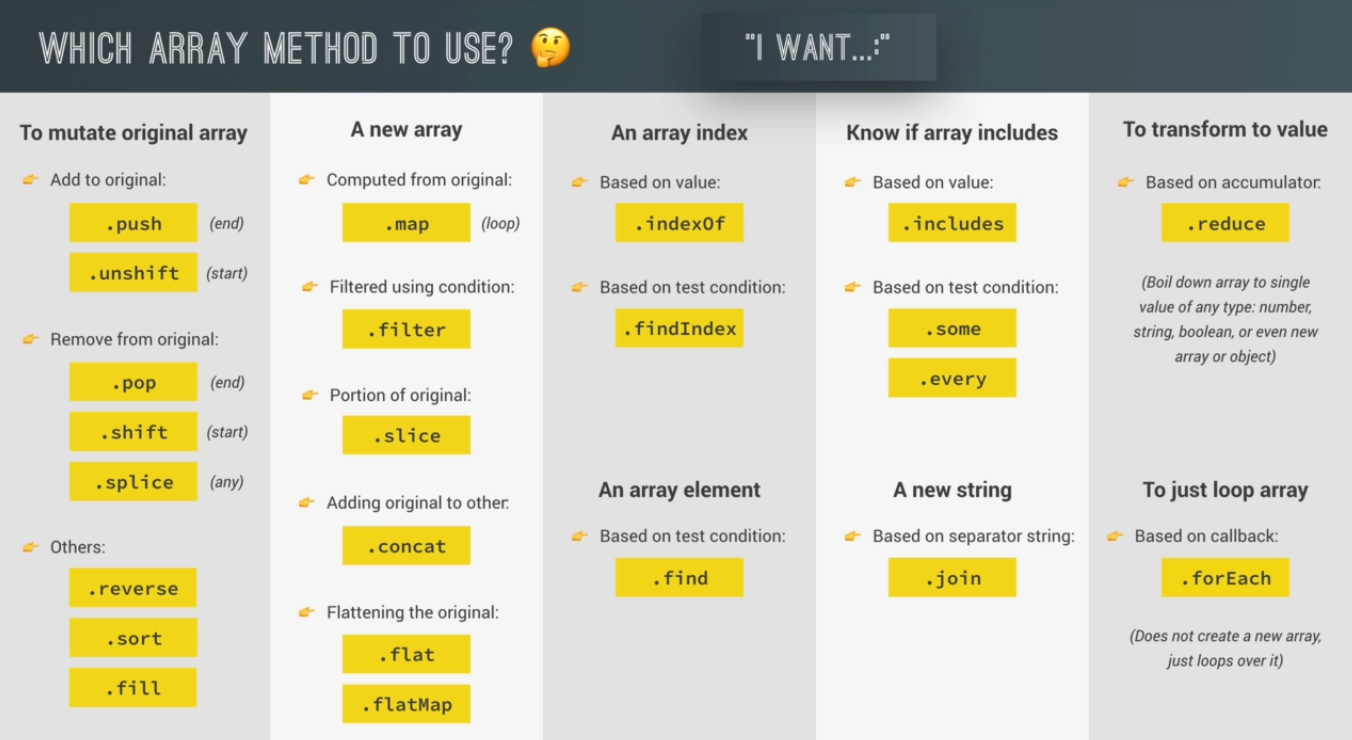 WHICH ARRAY METHOD TO USE? 🤔
"I WANT...:"
To mutate original array
👉 Add to original:
.push (end)
.unshift (start)
👉 Remove from original:
.pop (end)
.shift (start)
.splice (any)
👉 Others:
.reverse
.sort
.fill
A new array
👉 Computed from original:
.map (loop)
👉 Filtered using condition:
.filter
👉 Portion of original:
.slice
👉 Adding original to other:
.concat
👉 Flattening the original:
.flat
.flatMap
An array index
👉 Based on value:
.indexOf
👉 Based on test condition:
.findIndex
An array element
👉 Based on test condition:
.find
Know if array includes
👉 Based on value:
.includes
👉 Based on test condition:
.some
.every
A new string
👉 Based on separator string:
.join
To transform to value
👉 Based on accumulator:
.reduce
(Boil down array to single
value of any type: number,
string, boolean, or even new
array or object)
To just loop array
👉 Based on callback:
.forEach
(Does not create a new array,
just loops over it)